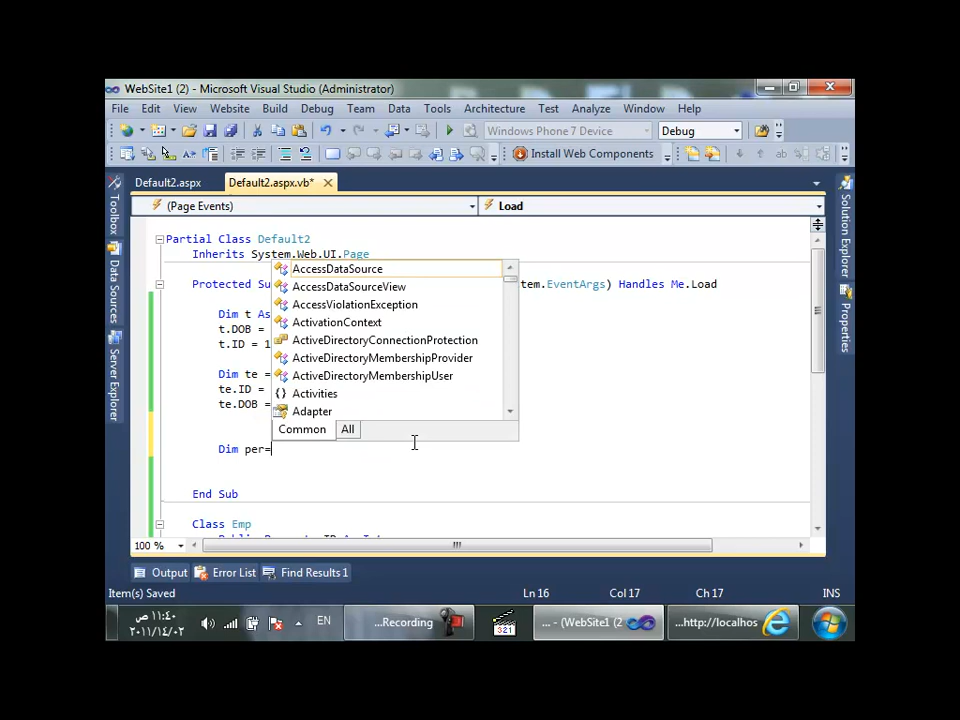 WebSite1 (2) - Microsoft Visual Studio (Administrator)
File Edit View Website Build Debug Team Data Tools Architecture Test Analyze Window Help
Windows Phone 7 Device Debug
Install Web Components
Default2.aspx Default2.aspx.vb*
(Page Events) Load
Toolbox
Data Sources
Server Explorer
Solution Explorer
Properties
Partial Class Default2
Inherits System.Web.UI.Page
Protected Su tem.EventArgs) Handles Me.Load
Dim t As
t.DOB =
t.ID = 1
Dim te =
te.ID =
te.DOB =
Dim per=
AccessDataSource
AccessDataSourceView
AccessViolationException
ActivationContext
ActiveDirectoryConnectionProtection
ActiveDirectoryMembershipProvider
ActiveDirectoryMembershipUser
{} Activities
Adapter
Common All
End Sub
Class Emp
100 %
Output Error List Find Results 1
Item(s) Saved Ln 16 Col 17 Ch 17 INS
١١:٤٠ ص
٢٠١١/١٤/٠٢
EN
...Recording
321
... - (WebSite1 (2
...http://localhos